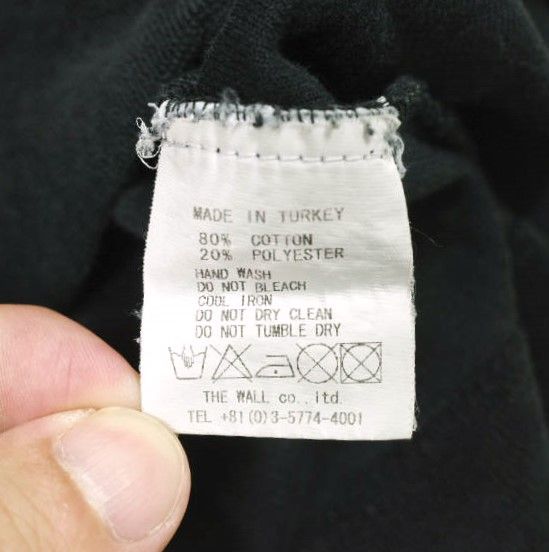 MADE IN TURKEY
80% COTTON
20% POLYESTER
HAND WASH
DO NOT BLEACH
COOL IRON
DO NOT DRY CLEAN
DO NOT TUMBLE DRY
THE WALL co.,ltd.
TEL +81(0)3-5774-4001